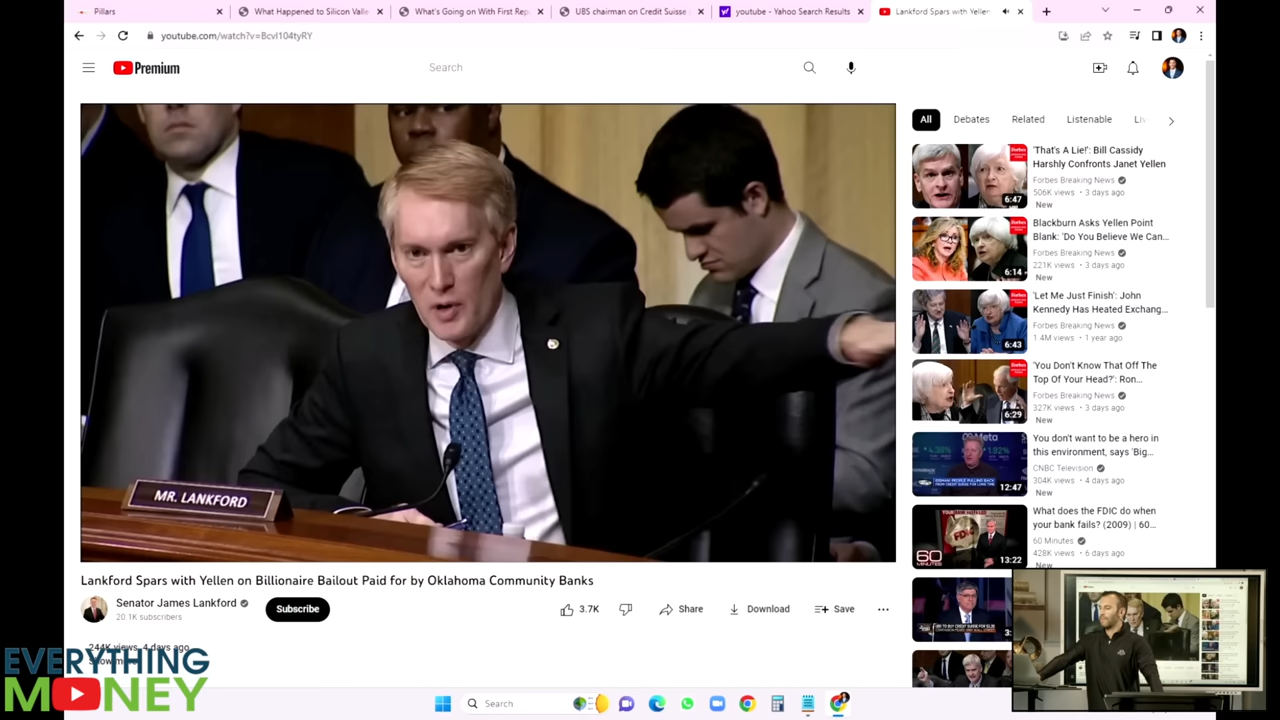 Pillars
What Happened to Silicon Valle
What's Going on With First Rep
UBS chairman on Credit Suisse
youtube - Yahoo Search Results
Lankford Spars with Yellen
youtube.com/watch?v=Bcvl104tyRY
Premium
Search
All
Debates
Related
Listenable
MR. LANKFORD
Lankford Spars with Yellen on Billionaire Bailout Paid for by Oklahoma Community Banks
Senator James Lankford
20.1K subscribers
Subscribe
3.7K
Share
Download
Save
244K views 4 days ago
EVERYTHING
MONEY
'That's A Lie!': Bill Cassidy
Harshly Confronts Janet Yellen
Forbes Breaking News
506K views • 3 days ago
New
6:47
Blackburn Asks Yellen Point
Blank: 'Do You Believe We Can...
Forbes Breaking News
221K views • 3 days ago
New
6:14
'Let Me Just Finish': John
Kennedy Has Heated Exchang...
Forbes Breaking News
1.4M views • 1 year ago
6:43
'You Don't Know That Off The
Top Of Your Head?': Ron...
Forbes Breaking News
327K views • 3 days ago
New
6:29
You don't want to be a hero in
this environment, says 'Big...
CNBC Television
304K views • 4 days ago
New
12:47
What does the FDIC do when
your bank fails? (2009) | 60...
60 Minutes
428K views • 6 days ago
New
60
13:22
Search